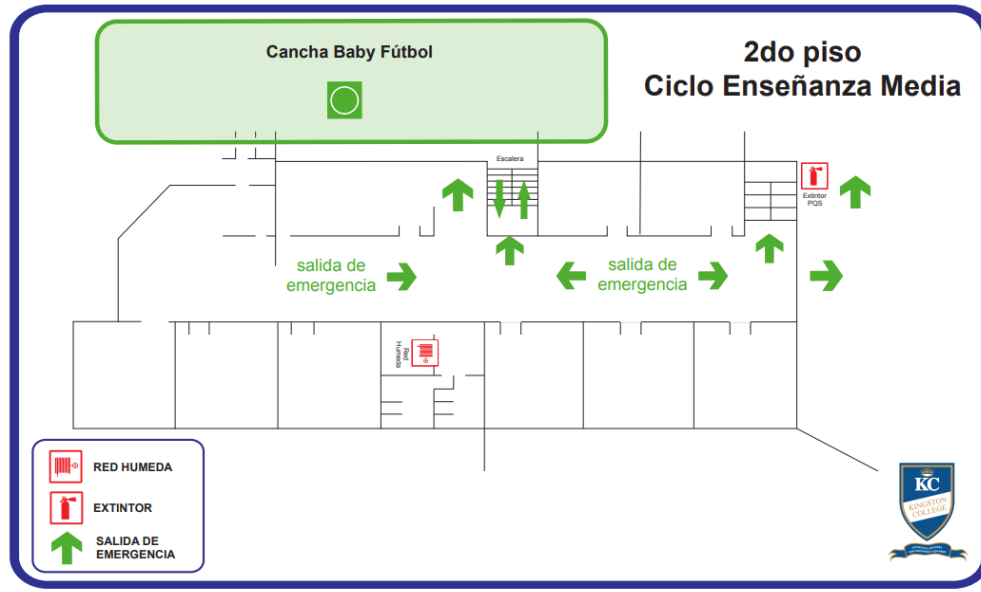 Cancha Baby Fútbol
2do piso
Ciclo Enseñanza Media
Escalera
Extintor
PQS
salida de
emergencia
salida de
emergencia
Red
Humeda
RED HUMEDA
EXTINTOR
SALIDA DE
EMERGENCIA
KC
KINGSTON
COLLEGE